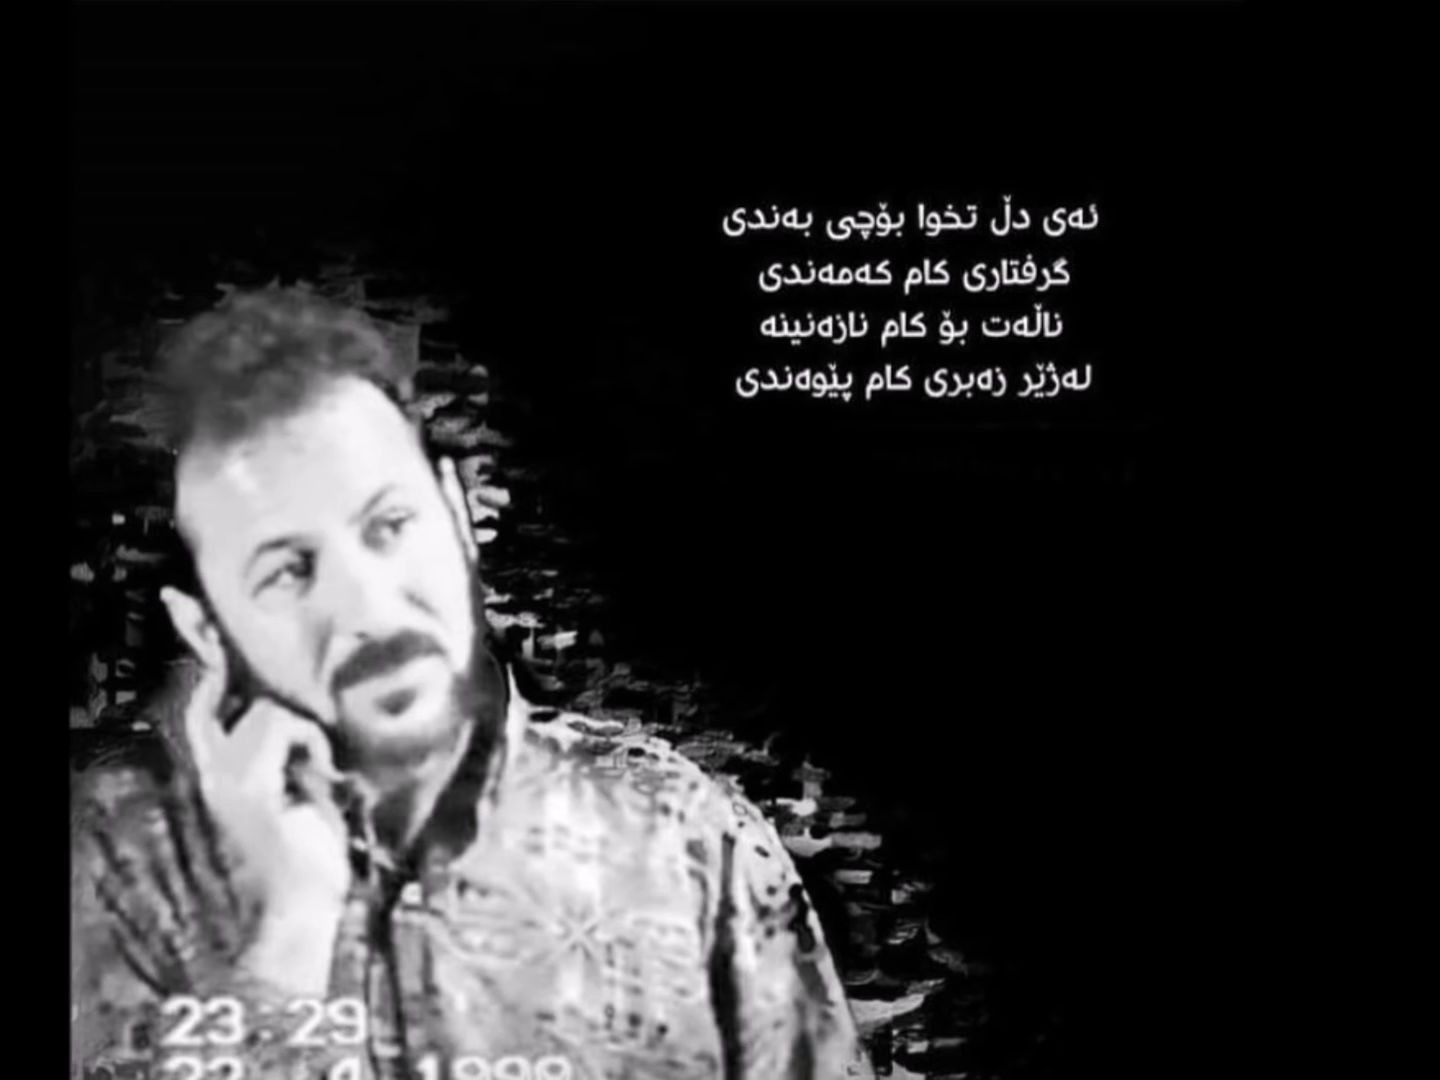 ئەی دڵ تخوا بۆچی بەندی
گرفتاری کام کەمەندی
ناڵەت بۆ کام نازەنینە
لەژێر زەبری کام پێوەندی
23:29